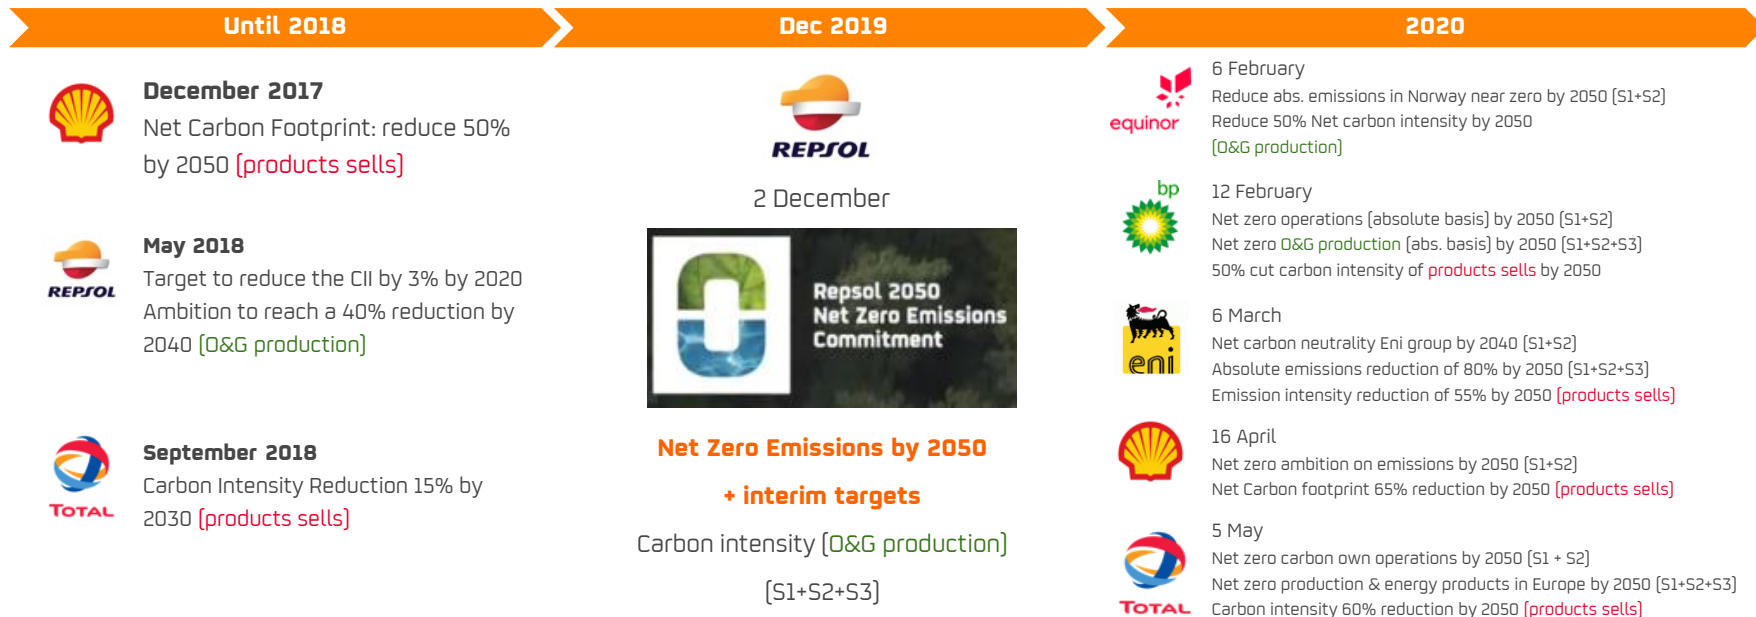 Until 2018
December 2017
Net Carbon Footprint: reduce 50%
by 2050 (products sells)
REPSOL
May 2018
Target to reduce the CII by 3% by 2020
Ambition to reach a 40% reduction by
2040 (O&G production)
TOTAL
September 2018
Carbon Intensity Reduction 15% by
2030 (products sells)
Dec 2019
REPSOL
2 December
Repsol 2050
Net Zero Emissions
Commitment
Net Zero Emissions by 2050
+ interim targets
Carbon intensity (O&G production)
(S1+S2+S3)
2020
equinor
6 February
Reduce abs. emissions in Norway near zero by 2050 (S1+S2)
Reduce 50% Net carbon intensity by 2050
(O&G production)
bp
12 February
Net zero operations (absolute basis) by 2050 (S1+S2)
Net zero O&G production (abs. basis) by 2050 (S1+S2+S3)
50% cut carbon intensity of products sells by 2050
eni
6 March
Net carbon neutrality Eni group by 2040 (S1+S2)
Absolute emissions reduction of 80% by 2050 (S1+S2+S3)
Emission intensity reduction of 55% by 2050 (products sells)
16 April
Net zero ambition on emissions by 2050 (S1+S2)
Net Carbon footprint 65% reduction by 2050 (products sells)
TOTAL
5 May
Net zero carbon own operations by 2050 (S1 + S2)
Net zero production & energy products in Europe by 2050 (S1+S2+S3)
Carbon intensity 60% reduction by 2050 (products sells)